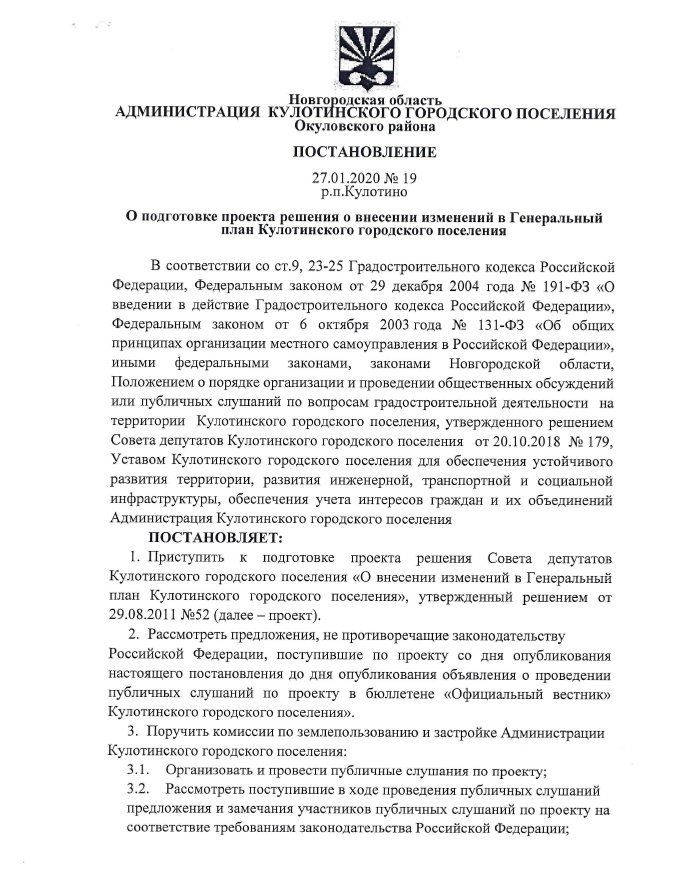 Новгородская область
АДМИНИСТРАЦИЯ КУЛОТИНСКОГО ГОРОДСКОГО ПОСЕЛЕНИЯ
Окуловского района
ПОСТАНОВЛЕНИЕ
27.01.2020 № 19
р.п.Кулотино
О подготовке проекта решения о внесении изменений в Генеральный
план Кулотинского городского поселения
В соответствии со ст.9, 23-25 Градостроительного кодекса Российской
Федерации, Федеральным законом от 29 декабря 2004 года № 191-ФЗ «О
введении в действие Градостроительного кодекса Российской Федерации»,
Федеральным законом от 6 октября 2003 года № 131-ФЗ «Об общих
принципах организации местного самоуправления в Российской Федерации»,
иными федеральными законами, законами Новгородской области,
Положением о порядке организации и проведении общественных обсуждений
или публичных слушаний по вопросам градостроительной деятельности на
территории Кулотинского городского поселения, утвержденного решением
Совета депутатов Кулотинского городского поселения от 20.10.2018 № 179,
Уставом Кулотинского городского поселения для обеспечения устойчивого
развития территории, развития инженерной, транспортной и социальной
инфраструктуры, обеспечения учета интересов граждан и их объединений
Администрация Кулотинского городского поселения
ПОСТАНОВЛЯЕТ:
1. Приступить к подготовке проекта решения Совета депутатов
Кулотинского городского поселения «О внесении изменений в Генеральный
план Кулотинского городского поселения», утвержденный решением от
29.08.2011 №52 (далее – проект).
2. Рассмотреть предложения, не противоречащие законодательству
Российской Федерации, поступившие по проекту со дня опубликования
настоящего постановления до дня опубликования объявления о проведении
публичных слушаний по проекту в бюллетене «Официальный вестник»
Кулотинского городского поселения».
3. Поручить комиссии по землепользованию и застройке Администрации
Кулотинского городского поселения:
3.1. Организовать и провести публичные слушания по проекту;
3.2. Рассмотреть поступившие в ходе проведения публичных слушаний
предложения и замечания участников публичных слушаний по проекту на
соответствие требованиям законодательства Российской Федерации;